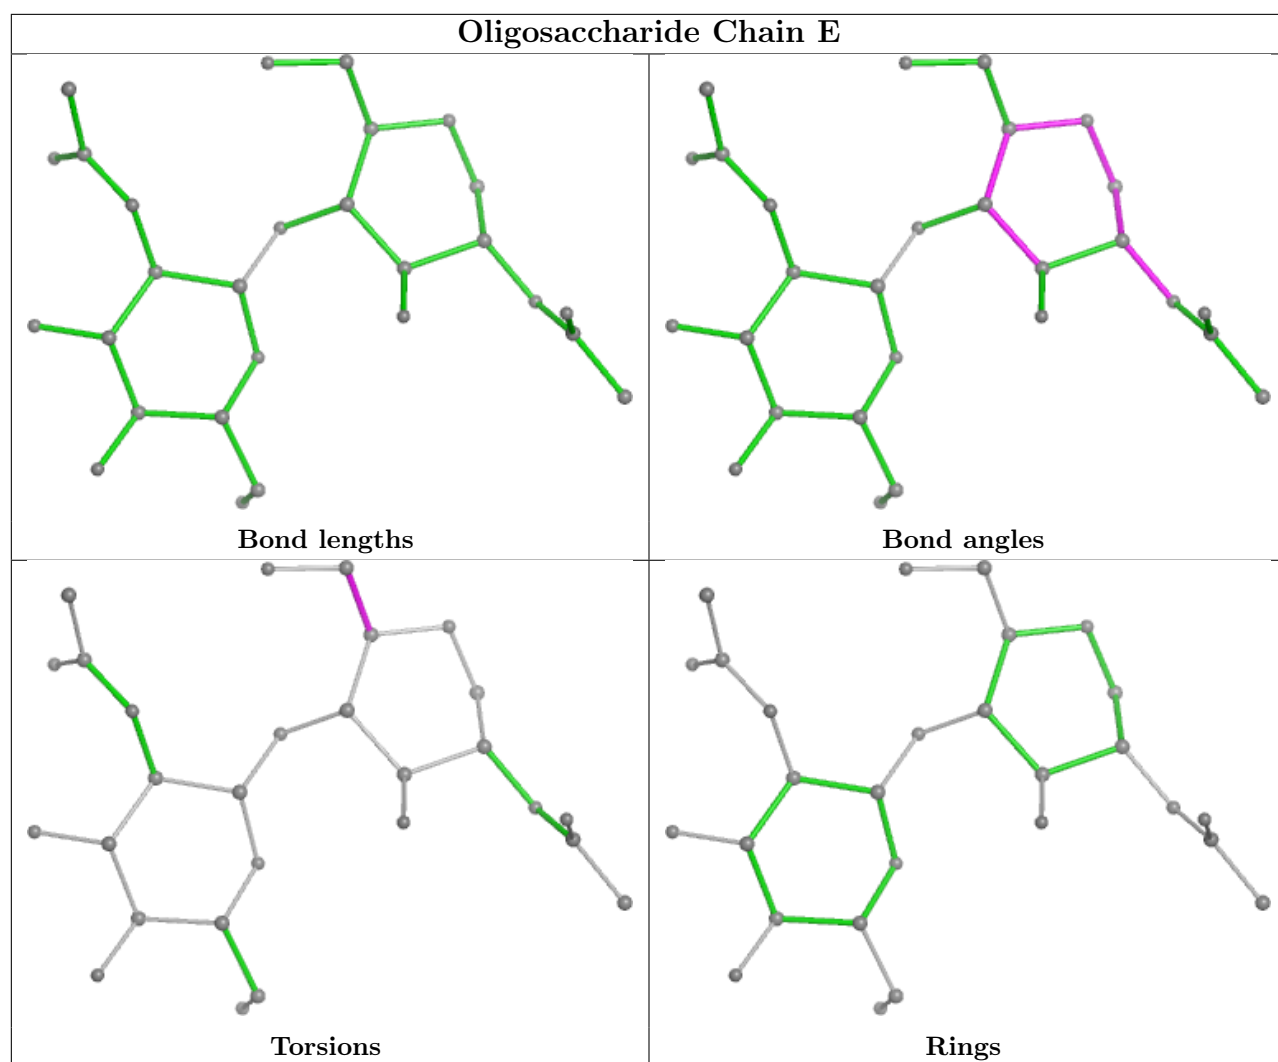 Oligosaccharide Chain E
Bond lengths
Bond angles
Torsions
Rings